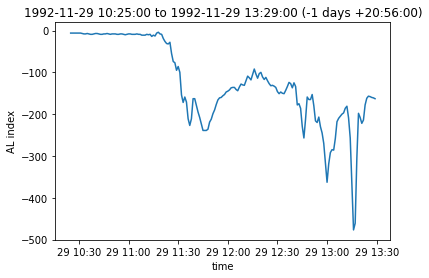 1992-11-29 10:25:00 to 1992-11-29 13:29:00 (-1 days +20:56:00)
0
−100
−200
−300
−400
−500
AL index
29 10:30 29 11:00 29 11:30 29 12:00 29 12:30 29 13:00 29 13:30
time